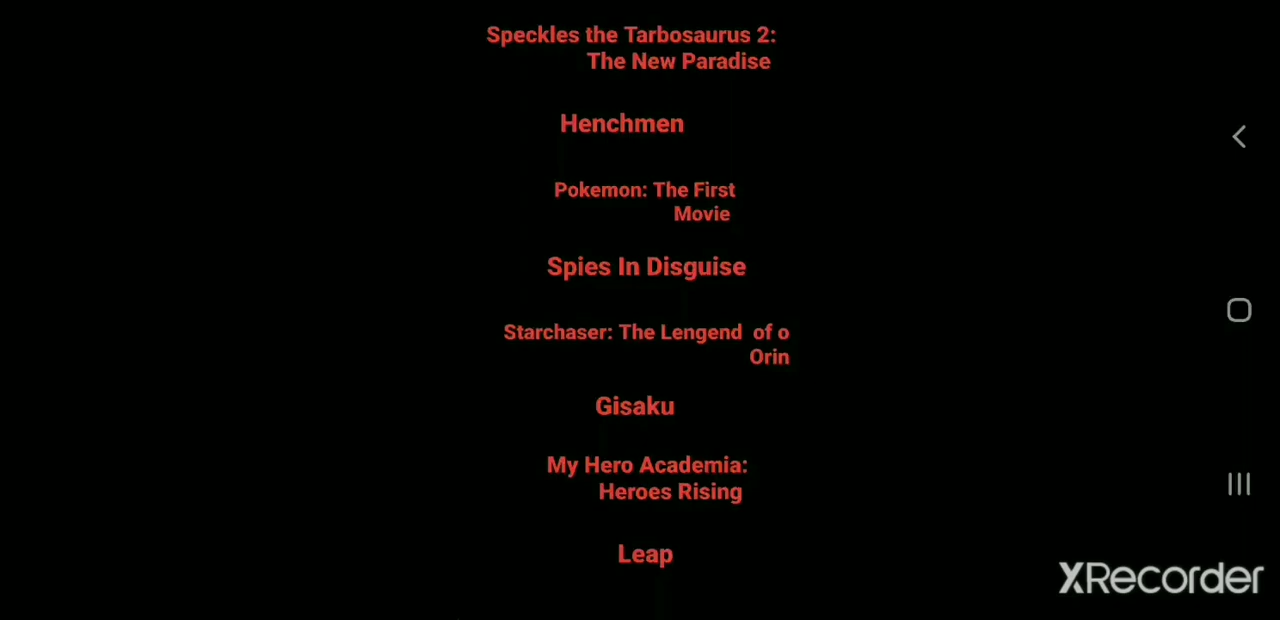 Speckles the Tarbosaurus 2:
The New Paradise
Henchmen
Pokemon: The First
Movie
Spies In Disguise
Starchaser: The Lengend of o
Orin
Gisaku
My Hero Academia:
Heroes Rising
Leap
XRecorder